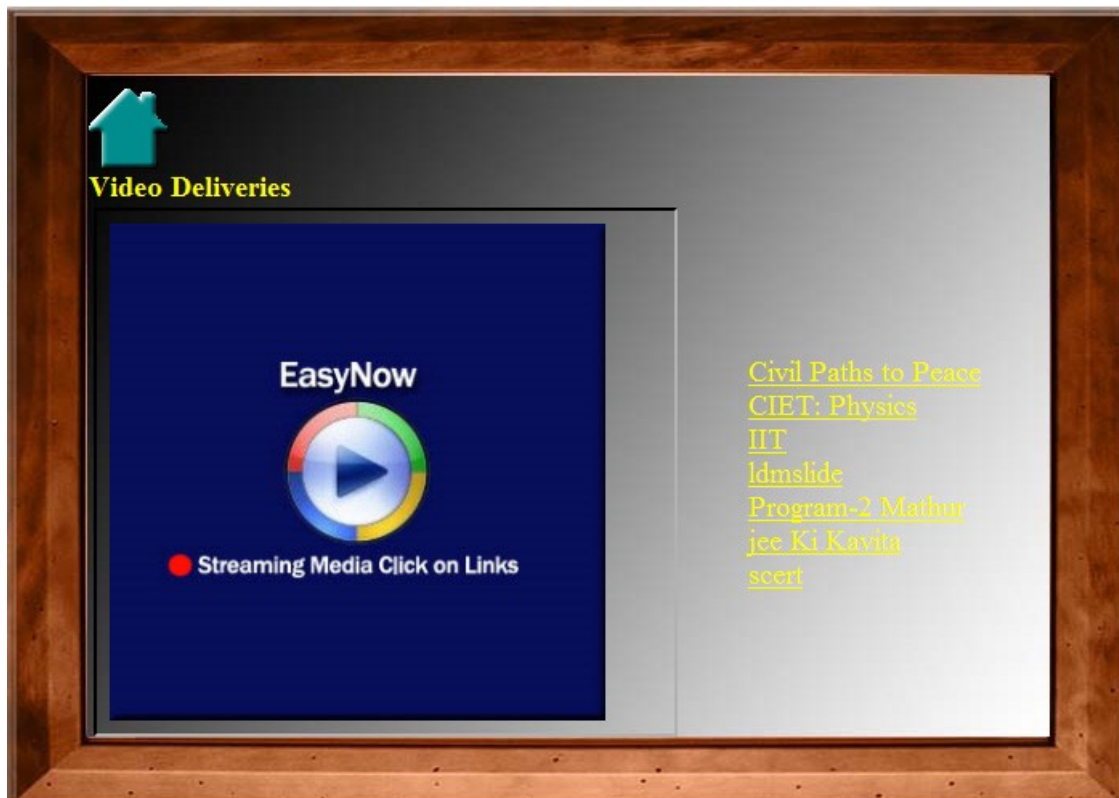 Video Deliveries
EasyNow
Streaming Media Click on Links
Civil Paths to Peace
CIET: Physics
IIT
ldmslide
Program-2 Mathur
jee Ki Kavita
scert